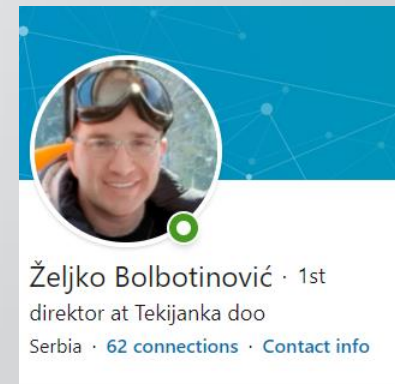 Željko Bolbotinović · 1st
direktor at Tekijanka doo
Serbia · 62 connections · Contact info